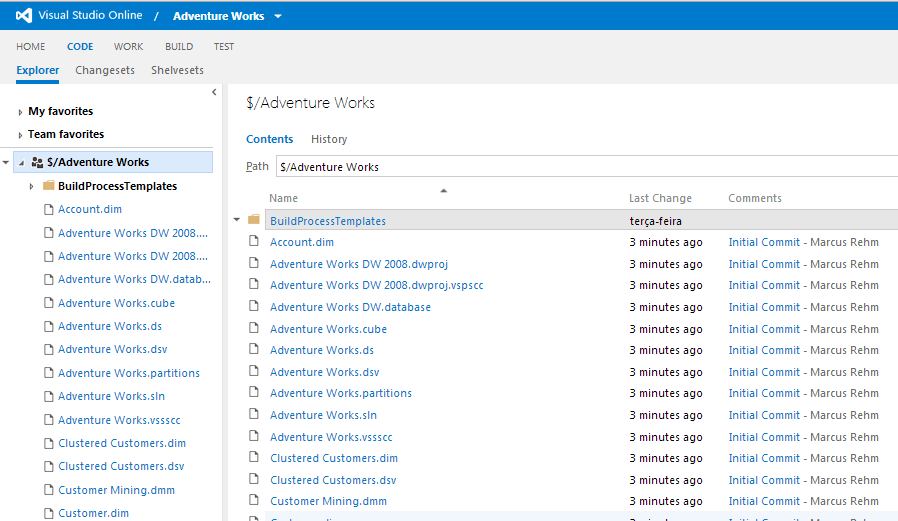 Visual Studio Online / Adventure Works
HOME CODE WORK BUILD TEST
Explorer Changesets Shelvesets
My favorites
Team favorites
$/Adventure Works
BuildProcessTemplates
Account.dim
Adventure Works DW 2008....
Adventure Works DW 2008....
Adventure Works DW.datab...
Adventure Works.cube
Adventure Works.ds
Adventure Works.dsv
Adventure Works.partitions
Adventure Works.sln
Adventure Works.vssscc
Clustered Customers.dim
Clustered Customers.dsv
Customer Mining.dmm
Customer.dim
$/Adventure Works
Contents History
Path $/Adventure Works
Name Last Change Comments
BuildProcessTemplates terça-feira
Account.dim 3 minutes ago Initial Commit - Marcus Rehm
Adventure Works DW 2008.dwproj 3 minutes ago Initial Commit - Marcus Rehm
Adventure Works DW 2008.dwproj.vspscc 3 minutes ago Initial Commit - Marcus Rehm
Adventure Works DW.database 3 minutes ago Initial Commit - Marcus Rehm
Adventure Works.cube 3 minutes ago Initial Commit - Marcus Rehm
Adventure Works.ds 3 minutes ago Initial Commit - Marcus Rehm
Adventure Works.dsv 3 minutes ago Initial Commit - Marcus Rehm
Adventure Works.partitions 3 minutes ago Initial Commit - Marcus Rehm
Adventure Works.sln 3 minutes ago Initial Commit - Marcus Rehm
Adventure Works.vssscc 3 minutes ago Initial Commit - Marcus Rehm
Clustered Customers.dim 3 minutes ago Initial Commit - Marcus Rehm
Clustered Customers.dsv 3 minutes ago Initial Commit - Marcus Rehm
Customer Mining.dmm 3 minutes ago Initial Commit - Marcus Rehm